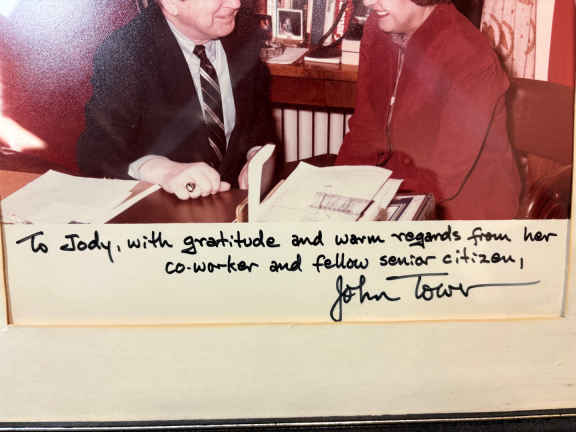 To Jody, with gratitude and warm regards from her
co-worker and fellow senior citizen,
John Tower